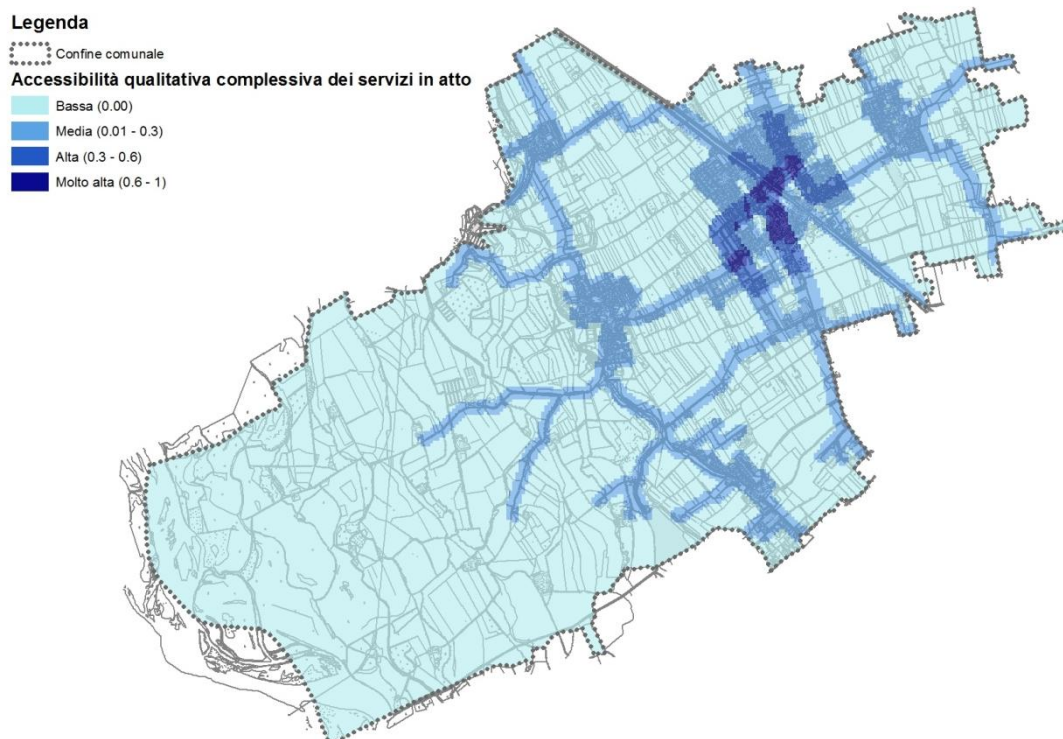 Legenda
Confine comunale
Accessibilità qualitativa complessiva dei servizi in atto
Bassa (0.00)
Media (0.01 - 0.3)
Alta (0.3 - 0.6)
Molto alta (0.6 - 1)